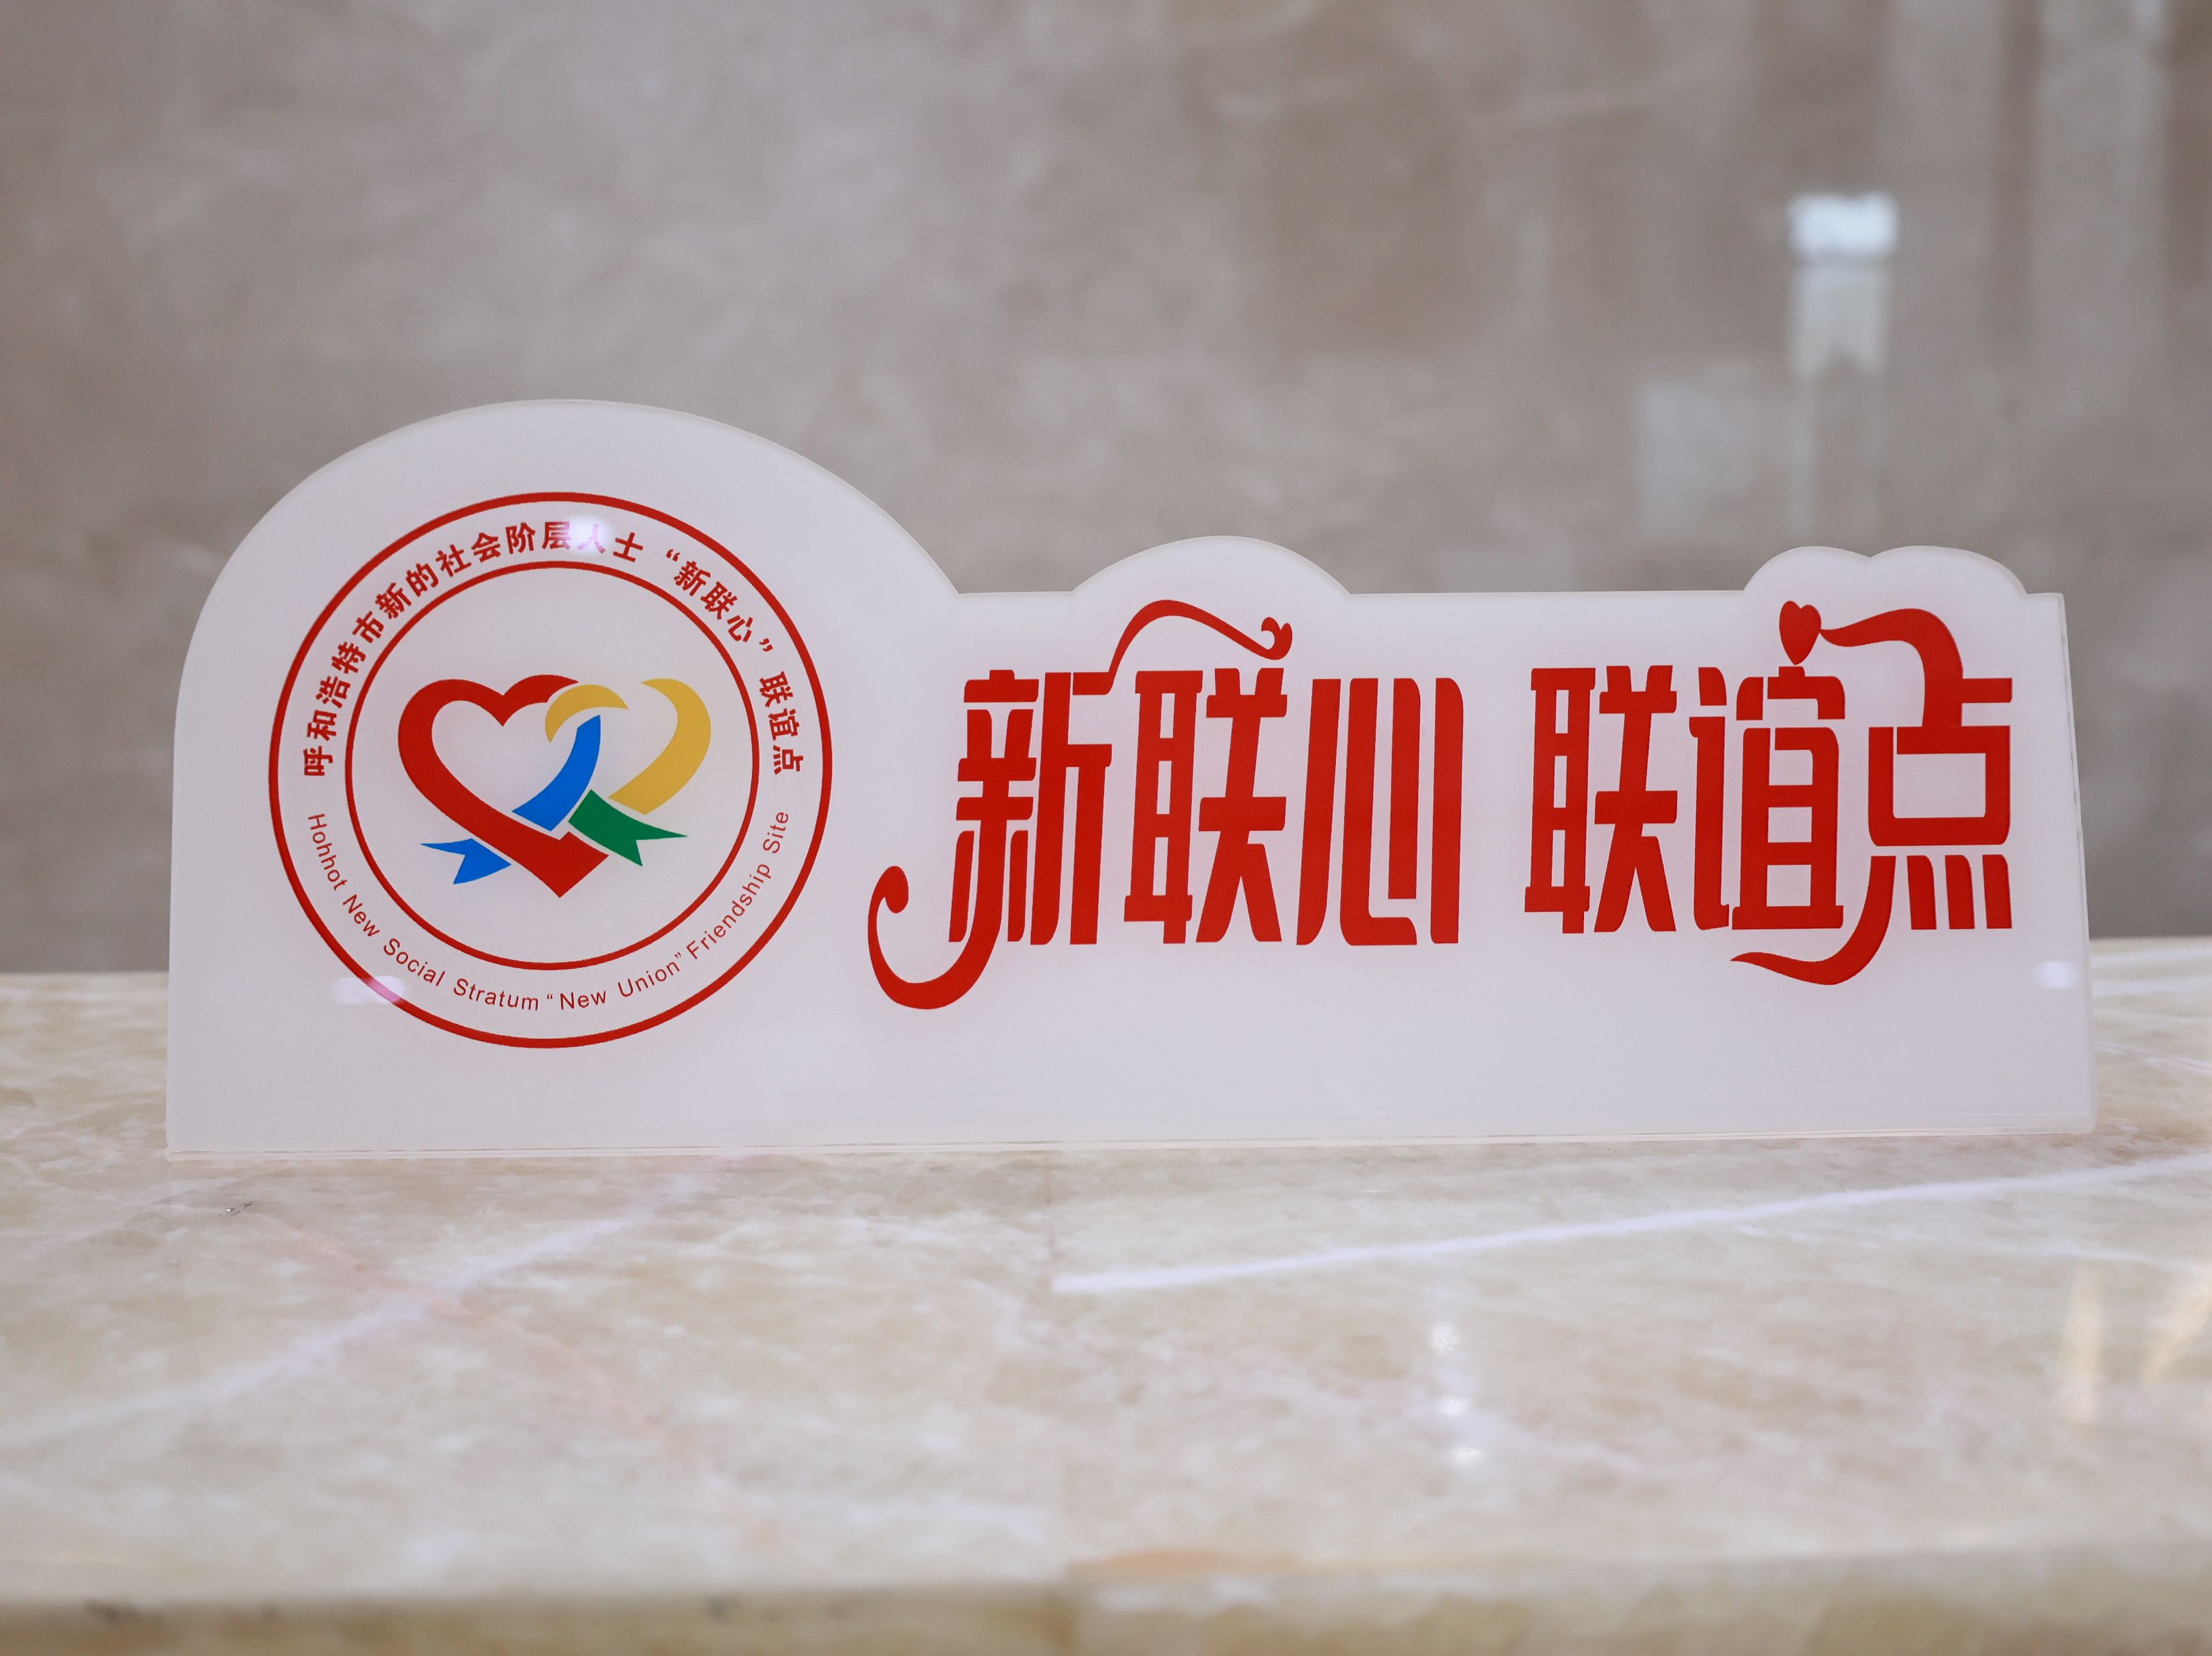 呼和浩特市新的社会阶层人士“新联心”联谊点
Hohhot New Social Stratum “New Union” Friendship Site
新联心 联谊点